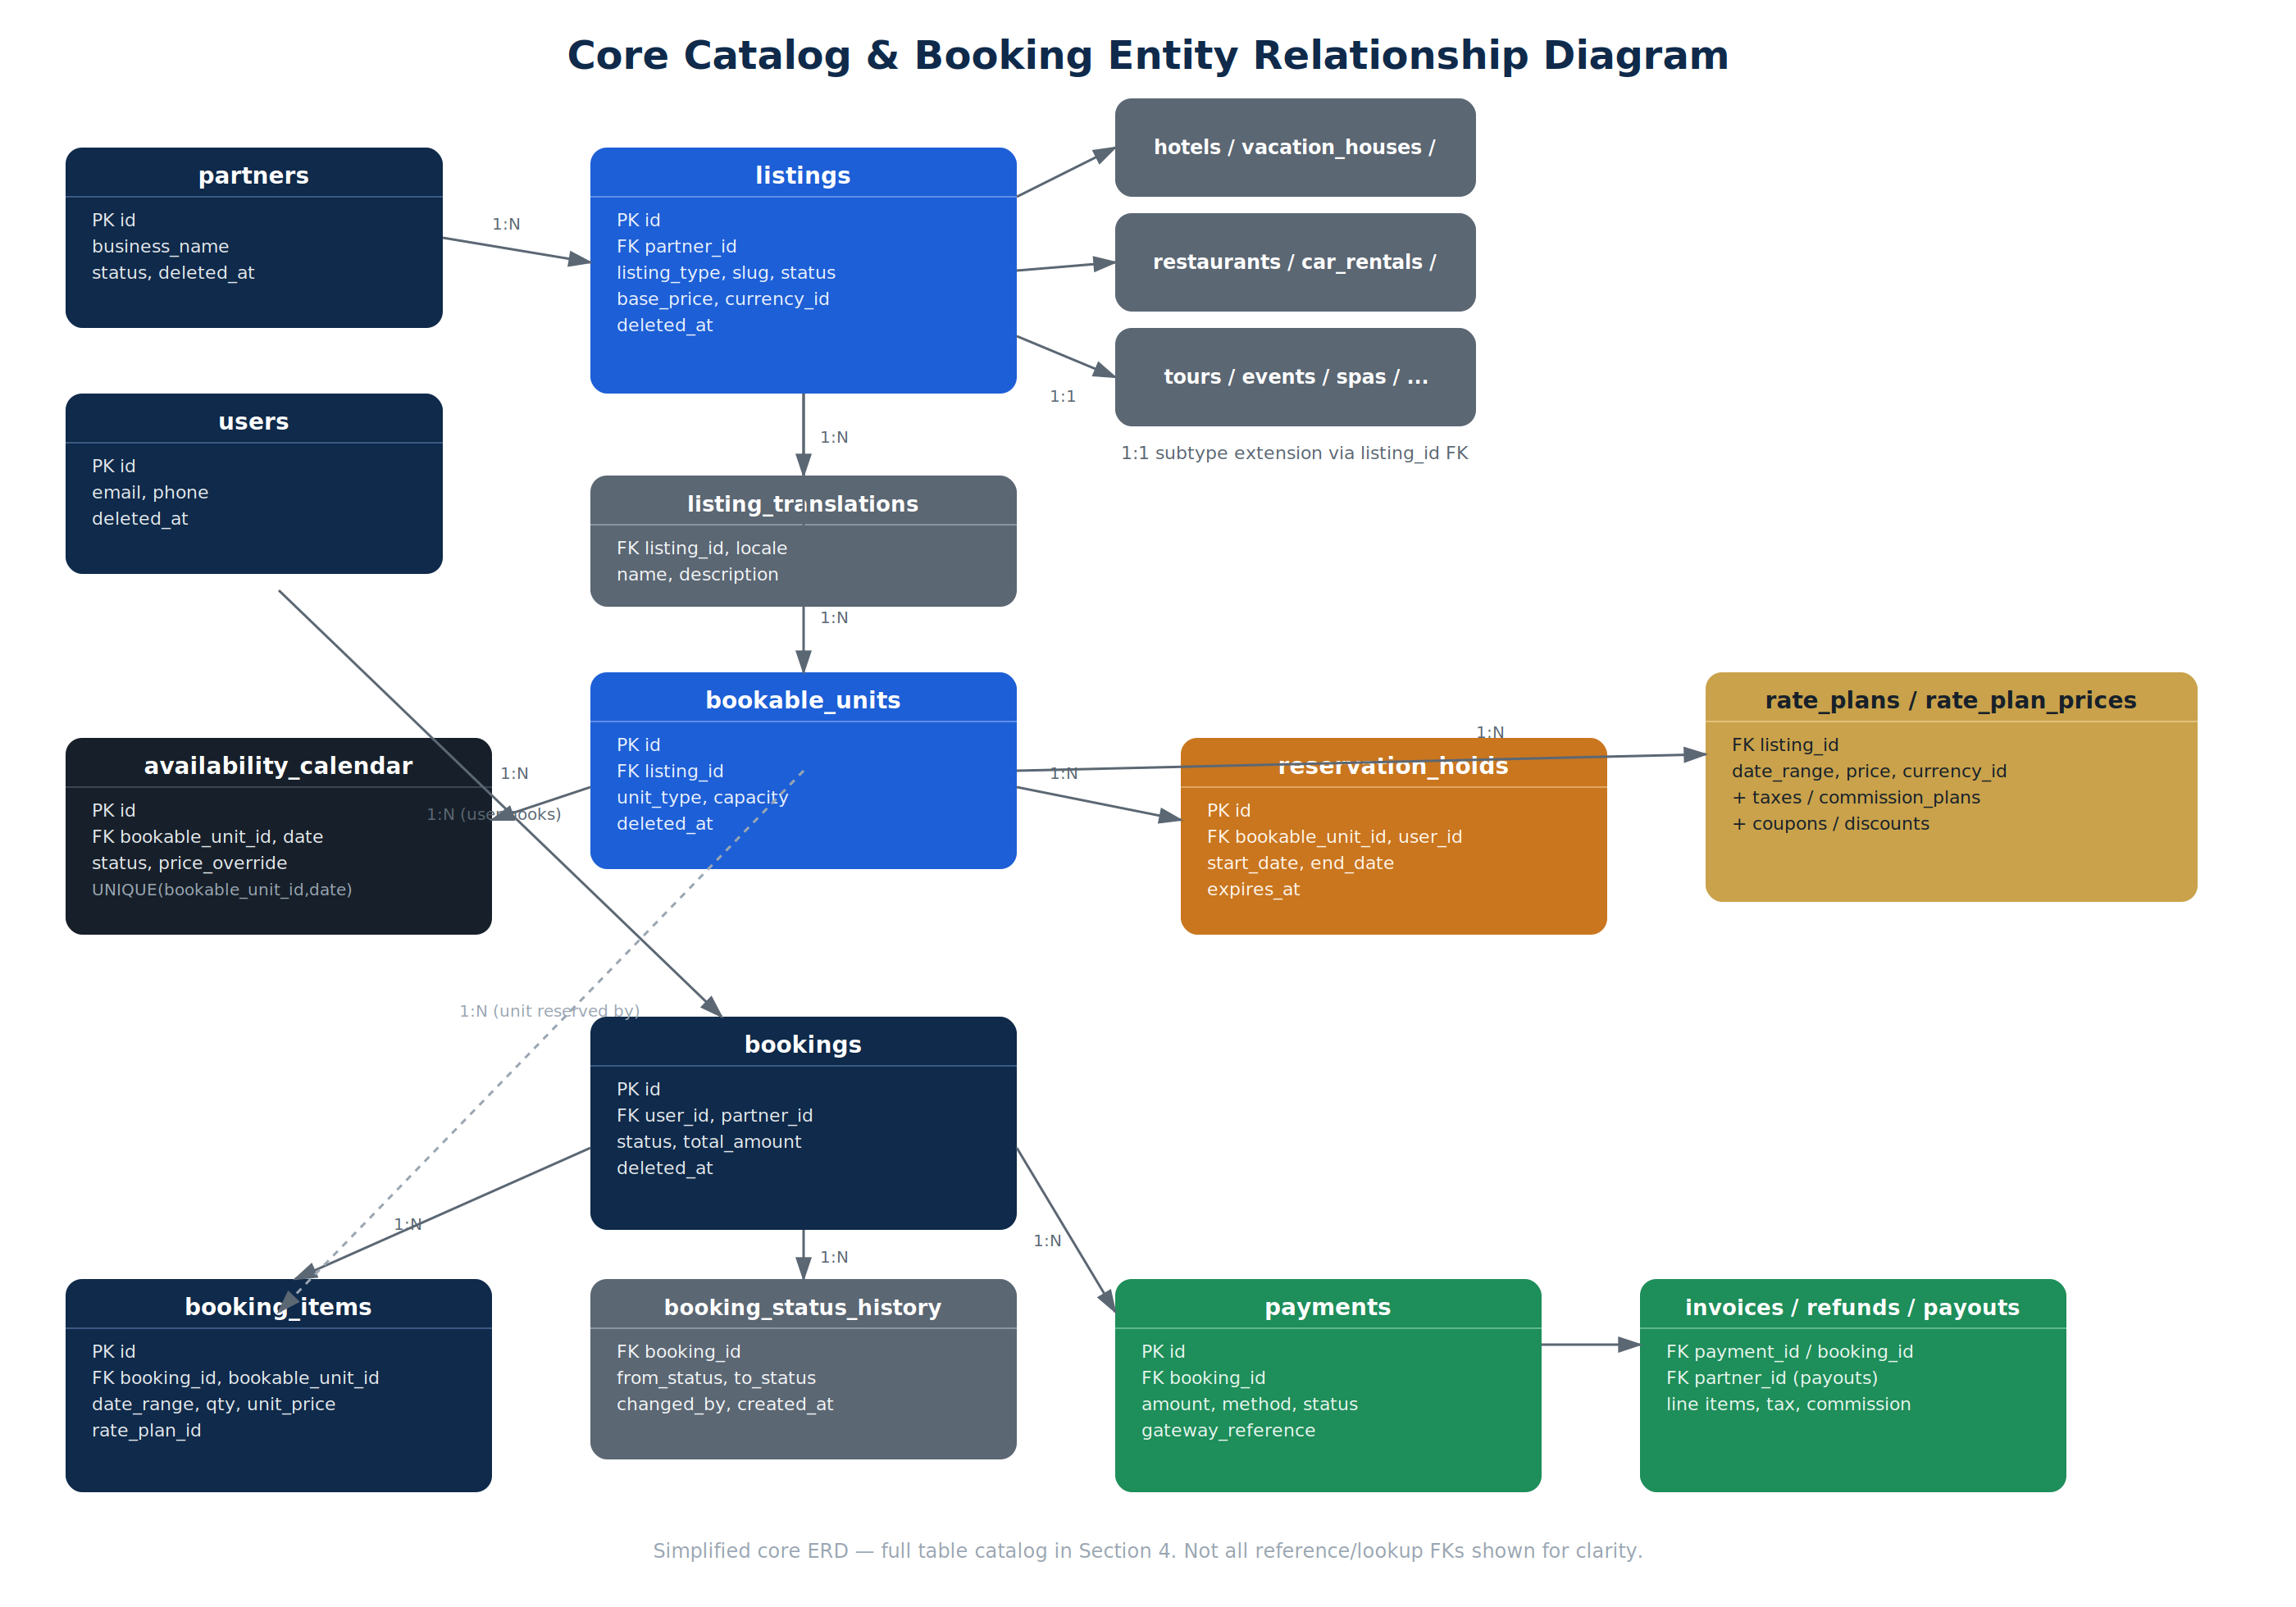 Core Catalog & Booking Entity Relationship Diagram
hotels / vacation_houses /
partners
PK id
business_name
status, deleted_at
1:N
listings
PK id
FK partner_id
listing_type, slug, status
base_price, currency_id
deleted_at
restaurants / car_rentals /
tours / events / spas / ...
1:1
1:1 subtype extension via listing_id FK
users
PK id
email, phone
deleted_at
1:N
listing_translations
FK listing_id, locale
name, description
1:N
bookable_units
PK id
FK listing_id
unit_type, capacity
deleted_at
rate_plans / rate_plan_prices
FK listing_id
date_range, price, currency_id
+ taxes / commission_plans
+ coupons / discounts
1:N
availability_calendar
PK id
FK bookable_unit_id, date
status, price_override
UNIQUE(bookable_unit_id,date)
1:N
1:N (user books)
1:N
reservation_holds
PK id
FK bookable_unit_id, user_id
start_date, end_date
expires_at
1:N (unit reserved by)
bookings
PK id
FK user_id, partner_id
status, total_amount
deleted_at
1:N
1:N
1:N
booking_items
PK id
FK booking_id, bookable_unit_id
date_range, qty, unit_price
rate_plan_id
booking_status_history
FK booking_id
from_status, to_status
changed_by, created_at
payments
PK id
FK booking_id
amount, method, status
gateway_reference
invoices / refunds / payouts
FK payment_id / booking_id
FK partner_id (payouts)
line items, tax, commission
Simplified core ERD — full table catalog in Section 4. Not all reference/lookup FKs shown for clarity.